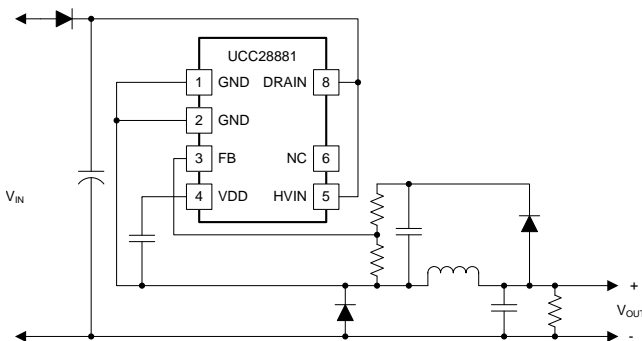 UCC28881
1 GND DRAIN 8
2 GND
3 FB NC 6
4 VDD HVIN 5
VIN
+
VOUT
-